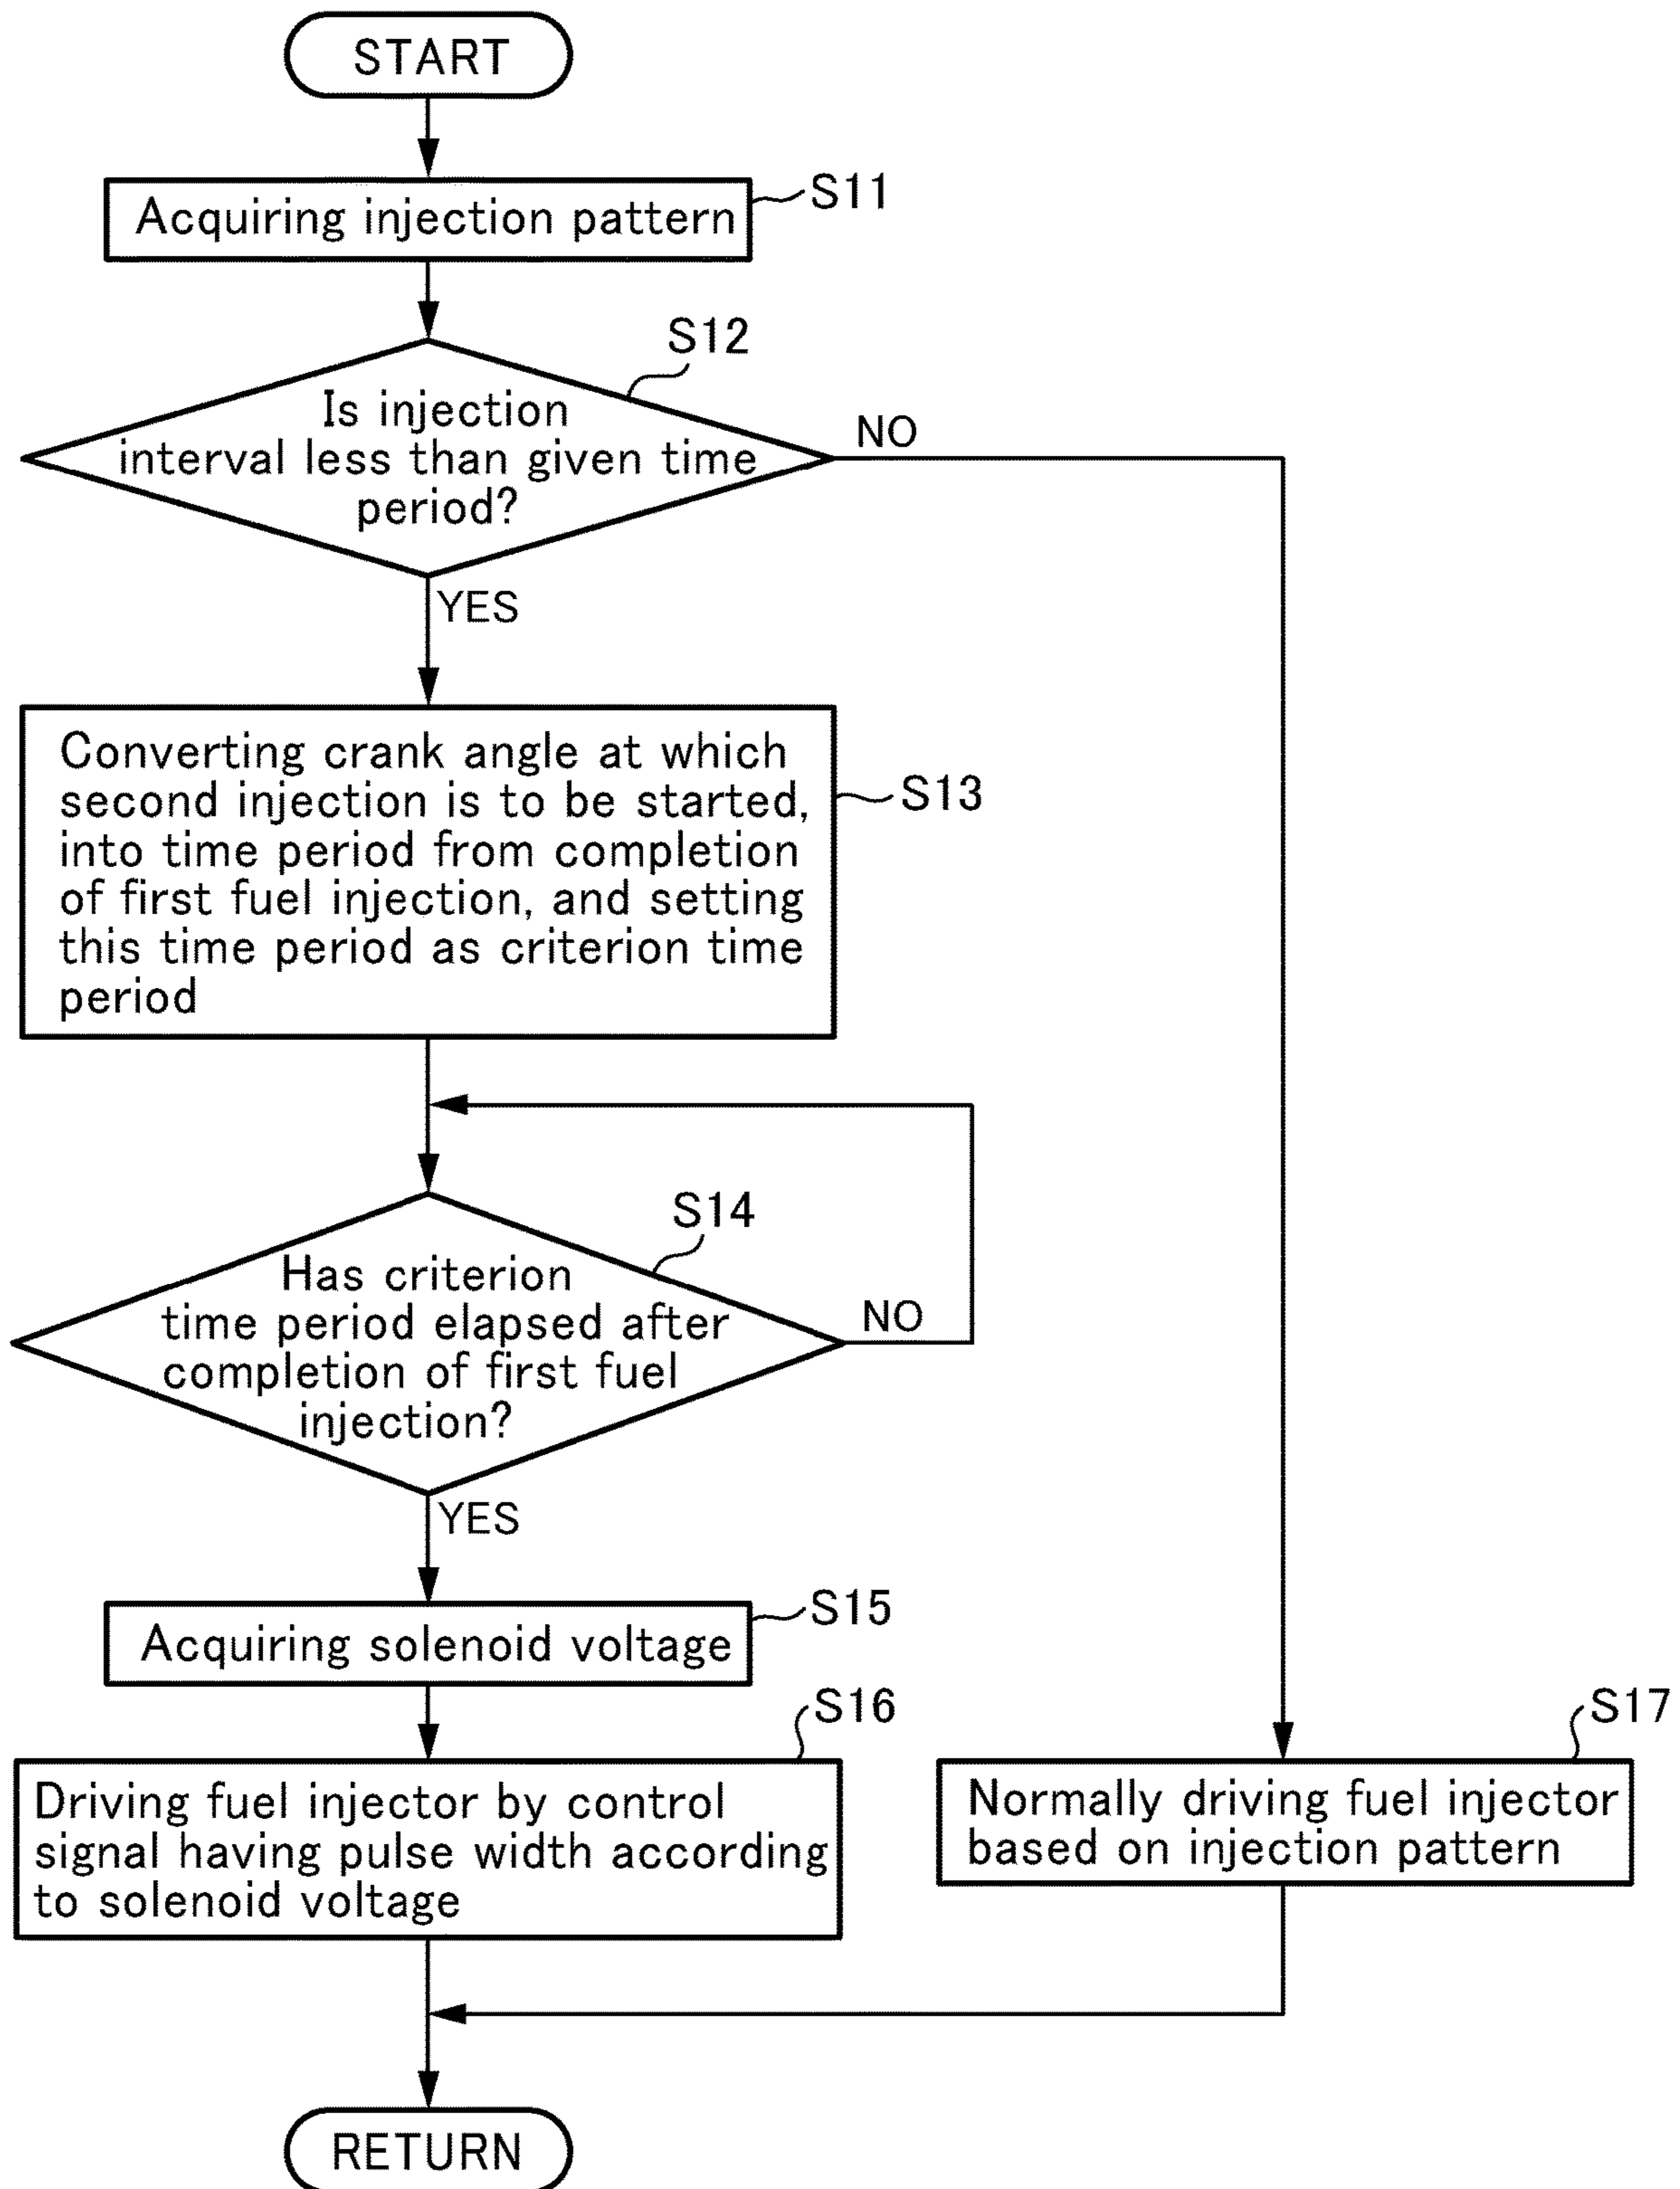 START
Acquiring injection pattern
S11
S12
Is injection
interval less than given time
period?
NO
YES
Converting crank angle at which
second injection is to be started,
into time period from completion
of first fuel injection, and setting
this time period as criterion time
period
S13
S14
Has criterion
time period elapsed after
completion of first fuel
injection?
NO
YES
S15
Acquiring solenoid voltage
S16
Driving fuel injector by control
signal having pulse width according
to solenoid voltage
S17
Normally driving fuel injector
based on injection pattern
RETURN